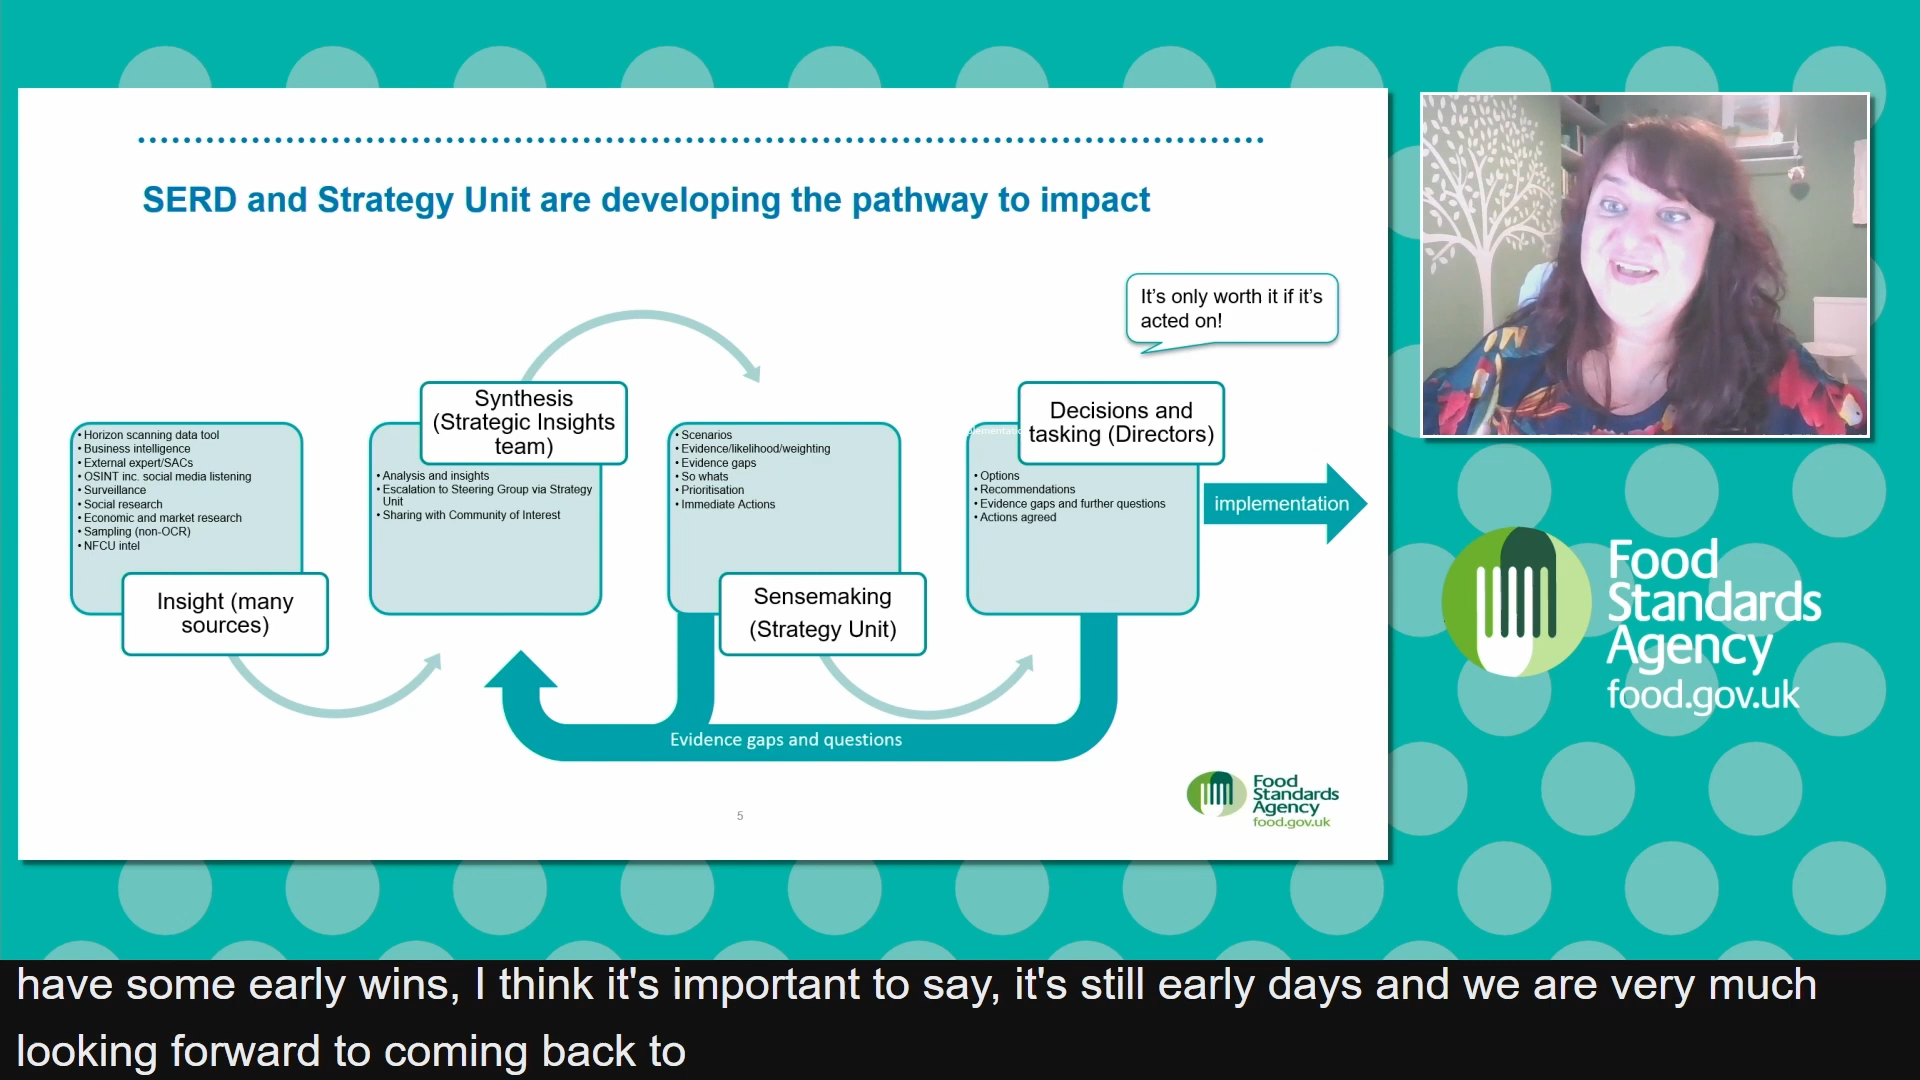 SERD and Strategy Unit are developing the pathway to impact
It's only worth it if it's
acted on!
• Horizon scanning data tool
• Business intelligence
• External expert/SACs
• OSINT inc. social media listening
• Surveillance
• Social research
• Economic and market research
• Sampling (non-OCR)
• NFCU intel
Insight (many
sources)
Synthesis
(Strategic Insights
team)
• Analysis and insights
• Escalation to Steering Group via Strategy
Unit
• Sharing with Community of Interest
• Scenarios
• Evidence/likelihood/weighting
• Evidence gaps
• So whats
• Prioritisation
• Immediate Actions
Sensemaking
(Strategy Unit)
Decisions and
tasking (Directors)
• Options
• Recommendations
• Evidence gaps and further questions
• Actions agreed
implementation
Evidence gaps and questions
Food
Standards
Agency
food.gov.uk
5
Food
Standards
Agency
food.gov.uk
have some early wins, I think it's important to say, it's still early days and we are very much
looking forward to coming back to